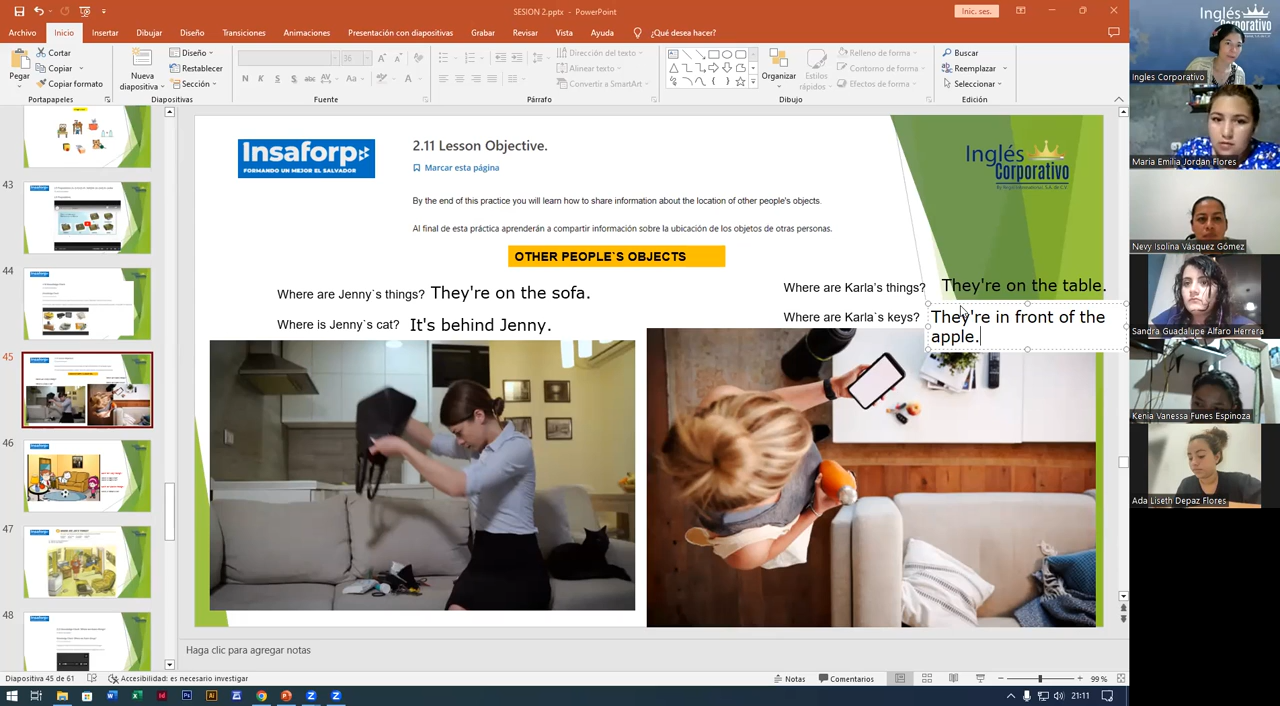 SESION 2.pptx - PowerPoint
Inic. ses.
Archivo Inicio Insertar Dibujar Diseño Transiciones Animaciones Presentación con diapositivas Grabar Revisar Vista Ayuda ¿Qué desea hacer?
Pegar
Cortar
Copiar
Copiar formato
Portapapeles
Nueva diapositiva
Diseño
Restablecer
Sección
Diapositivas
36
N K S S abc AV Aa A
Fuente
Dirección del texto
Alinear texto
Convertir a SmartArt
Párrafo
Organizar
Estilos rápidos
Relleno de forma
Contorno de forma
Efectos de forma
Dibujo
Buscar
Reemplazar
Seleccionar
Edición
43
44
45
46
47
48
Insaforp
FORMANDO UN MEJOR EL SALVADOR
2.11 Lesson Objective.
Marcar esta página
Inglés
Corporativo
By the end of this practice you will learn how to share information about the location of other people's objects.
Al final de esta práctica aprenderán a compartir información sobre la ubicación de los objetos de otras personas.
OTHER PEOPLE`S OBJECTS
Where are Jenny`s things? They're on the sofa.
Where is Jenny`s cat? It's behind Jenny.
Where are Karla's things? They're on the table.
Where are Karla`s keys? They're in front of the
apple.
Haga clic para agregar notas
Diapositiva 45 de 61
Accesibilidad: es necesario investigar
Notas
Comentarios
99 %
21:11
Inglés
Corporativo
Inglés Corporativo
Maria Emilia Jordan Flores
Nevy Isolina Vásquez Gómez
Sandra Guadalupe Alfaro Herrera
Kenia Vanessa Funes Espinoza
Ada Liseth Depaz Flores